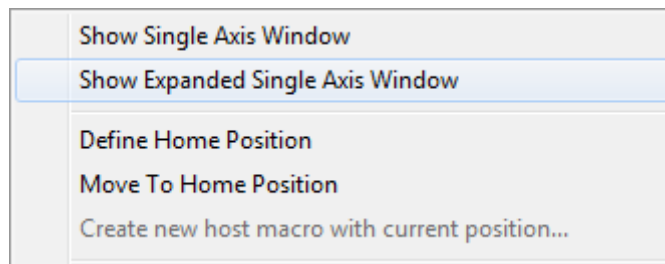 Show Single Axis Window
Show Expanded Single Axis Window
Define Home Position
Move To Home Position
Create new host macro with current position...